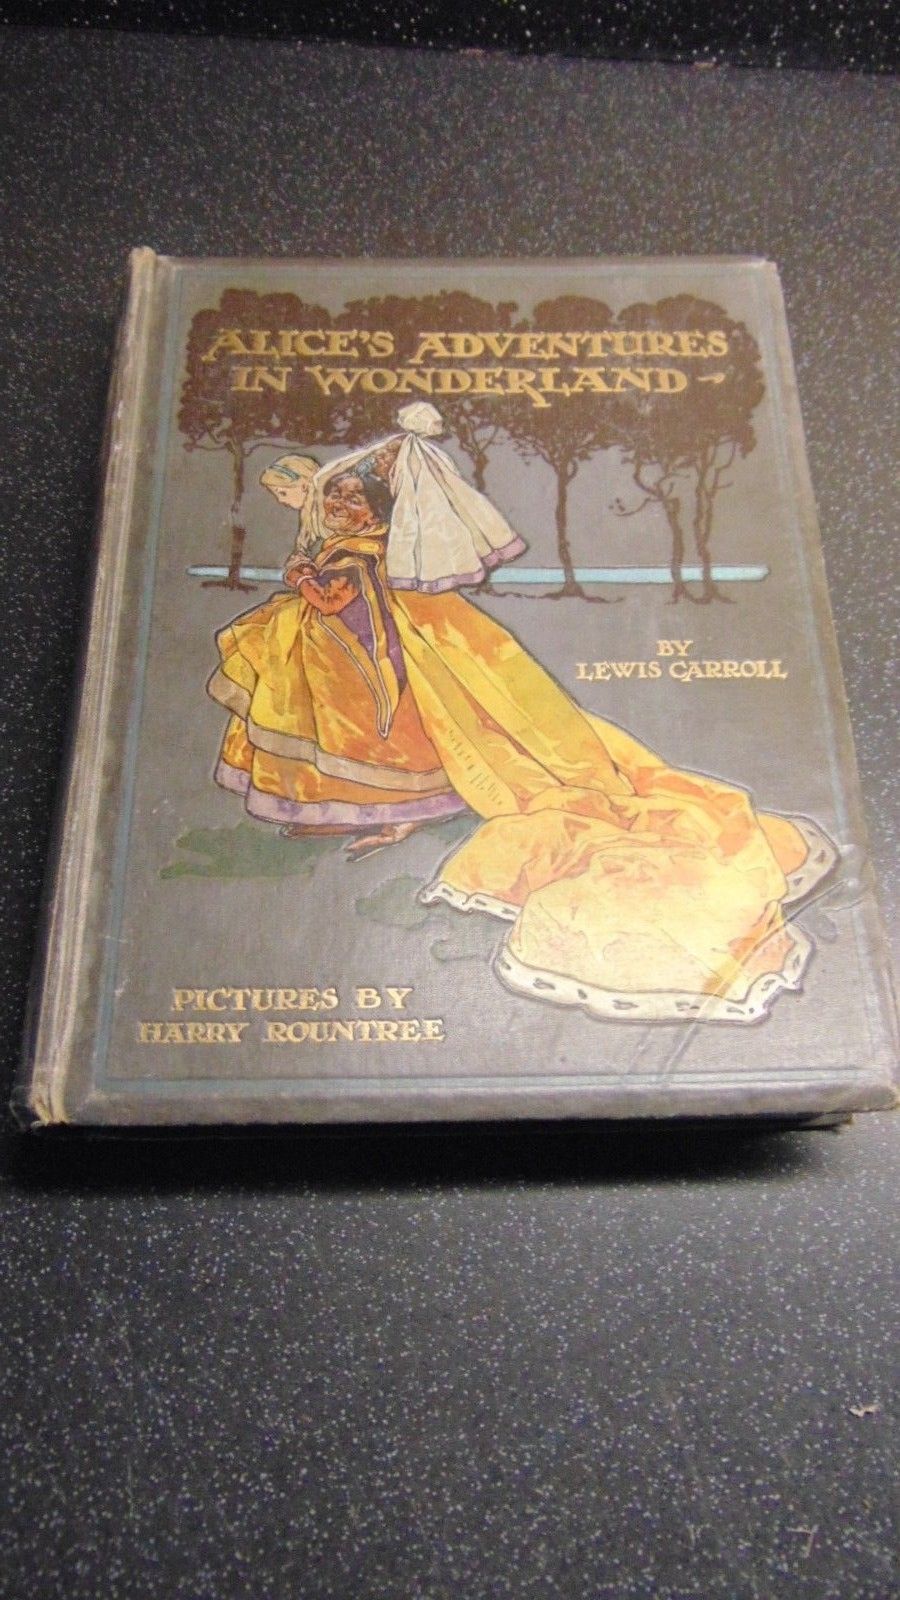 ALICE'S ADVENTURES
IN WONDERLAND
BY
LEWIS CARROLL
PICTURES BY
HARRY ROUNTREE